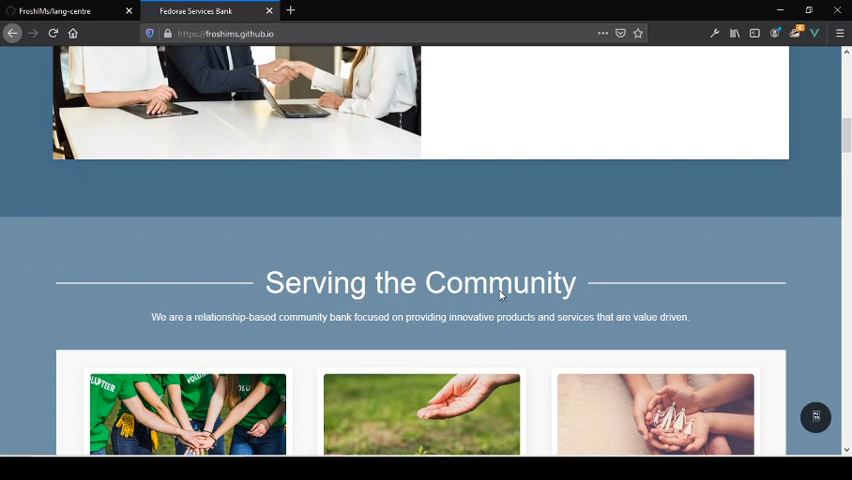 FroshIMs/lang-centre
Fedorae Services Bank
https://froshims.github.io
Serving the Community
We are a relationship-based community bank focused on providing innovative products and services that are value driven.
VOLUNTEER